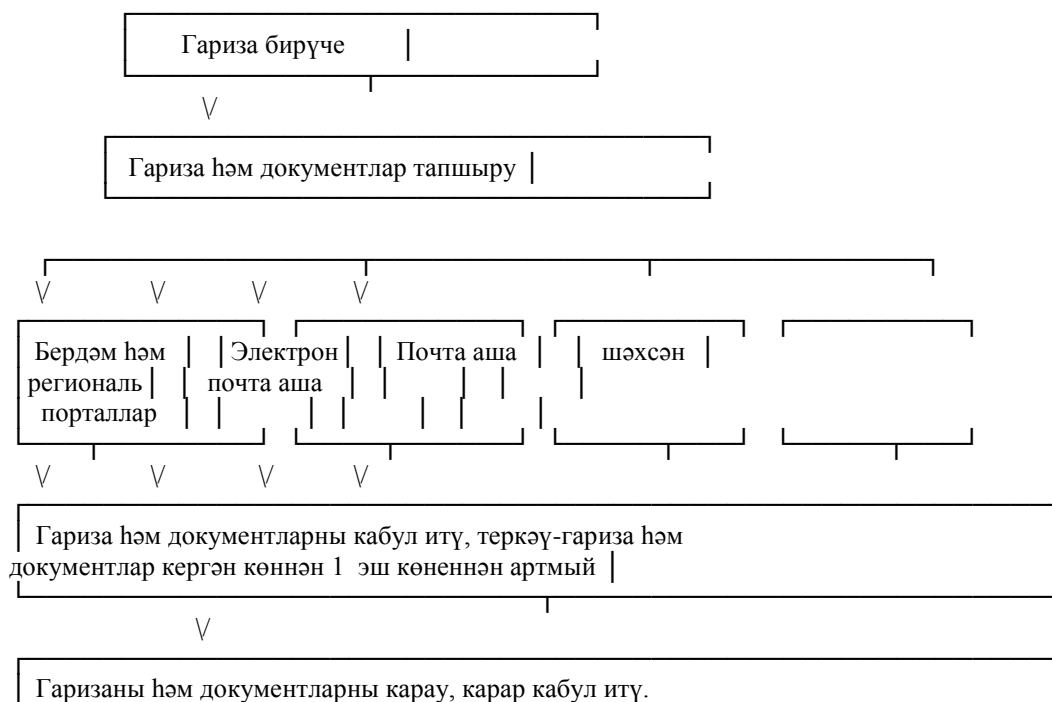 Гариза бирүче
Гариза һәм документлар тапшыру
Бердәм һәм Электрон Почта аша шәхсән
региональ почта аша
порталлар
Гариза һәм документларны кабул итү, теркәү-гариза һәм
документлар кергән көннән 1 эш көненнән артмый
Гаризаны һәм документларны карау, карар кабул итү.